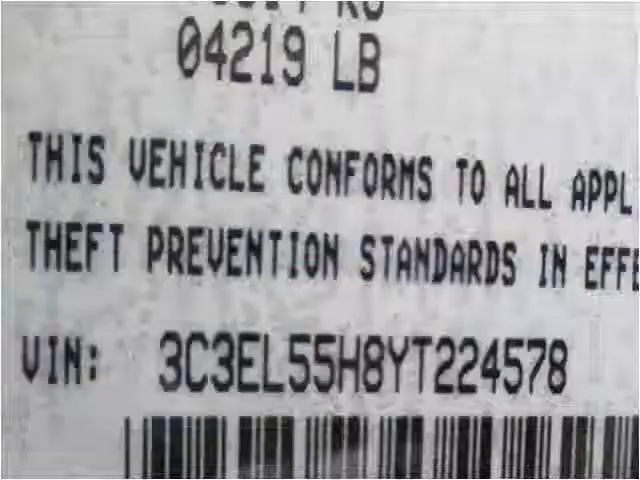 04219 LB
THIS VEHICLE CONFORMS TO ALL APPL
THEFT PREVENTION STANDARDS IN EFFE
VIN: 3C3EL55H8YT224578